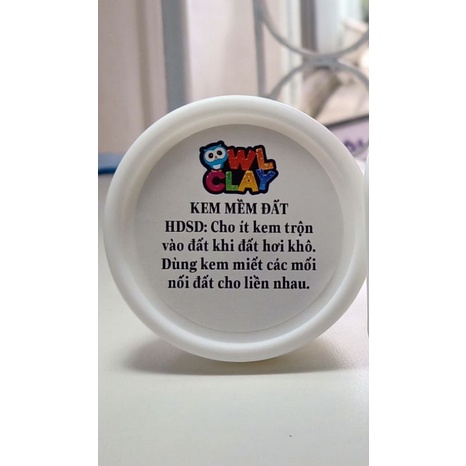 OWL
CLAY
KEM MỀM ĐẤT
HDSD: Cho ít kem trộn
vào đất khi đất hơi khô.
Dùng kem miết các mối
nối đất cho liền nhau.